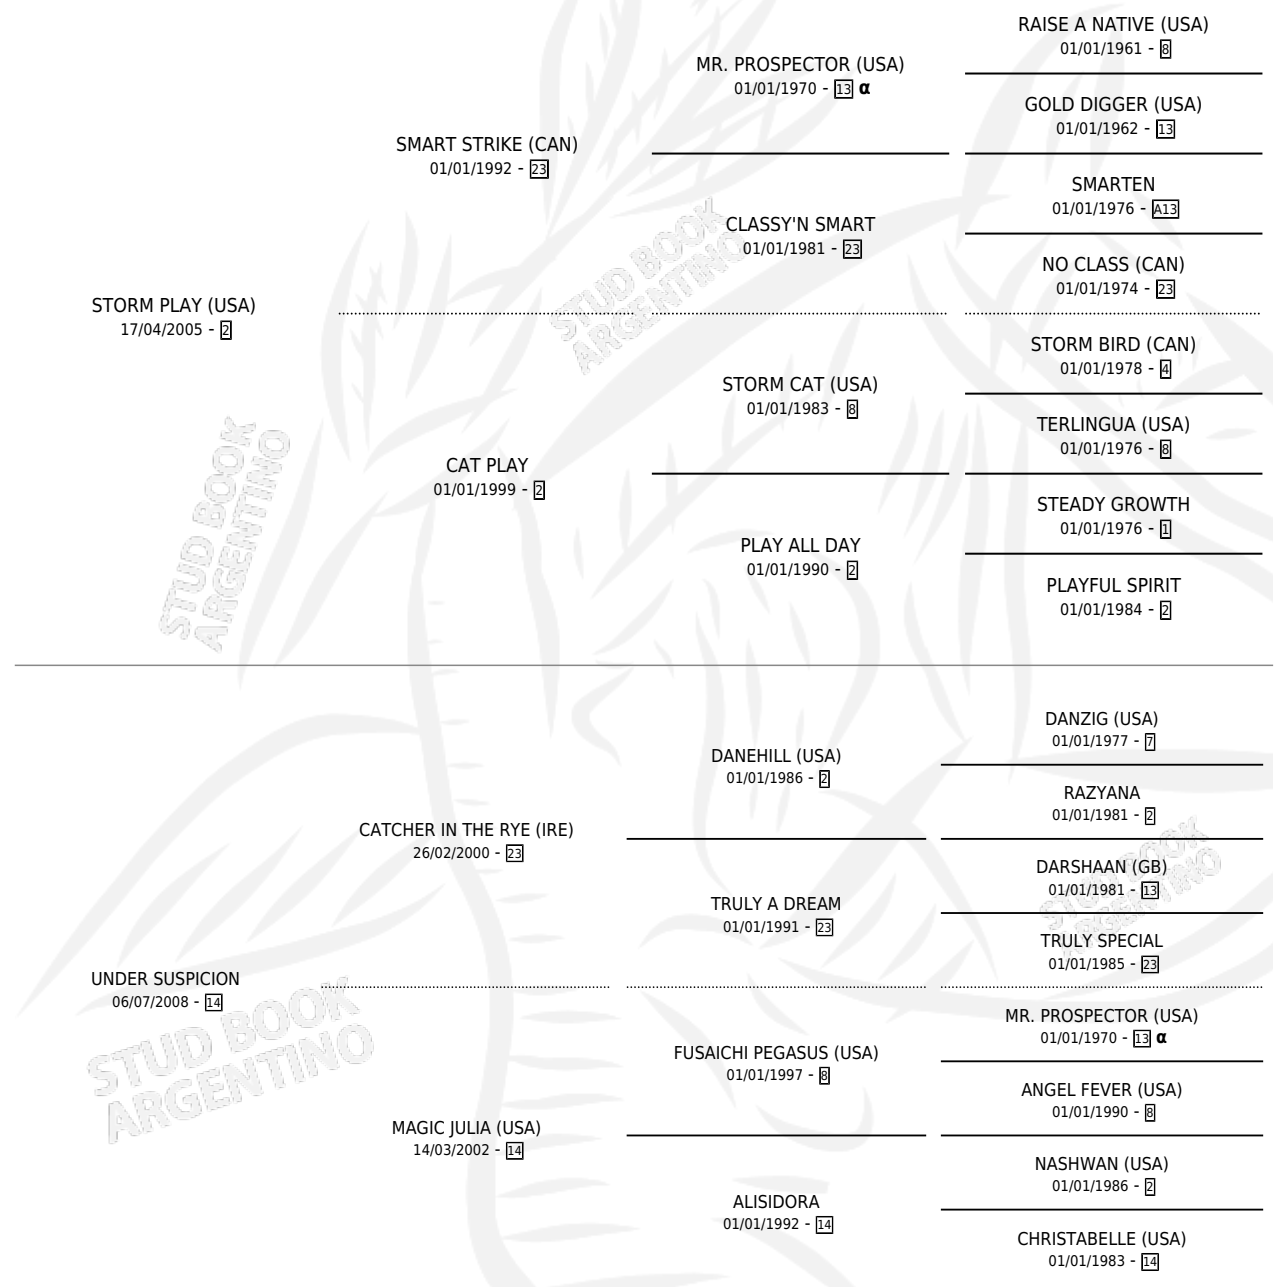 RAISE A NATIVE (USA)
01/01/1961 - 8
MR. PROSPECTOR (USA)
01/01/1970 - 13 α
GOLD DIGGER (USA)
01/01/1962 - 13
SMART STRIKE (CAN)
01/01/1992 - 23
SMARTEN
01/01/1976 - A13
CLASSY'N SMART
01/01/1981 - 23
NO CLASS (CAN)
01/01/1974 - 23
STORM PLAY (USA)
17/04/2005 - 2
STORM BIRD (CAN)
01/01/1978 - 4
STORM CAT (USA)
01/01/1983 - 8
TERLINGUA (USA)
01/01/1976 - 8
CAT PLAY
01/01/1999 - 2
STEADY GROWTH
01/01/1976 - 1
PLAY ALL DAY
01/01/1990 - 2
PLAYFUL SPIRIT
01/01/1984 - 2
DANZIG (USA)
01/01/1977 - 7
DANEHILL (USA)
01/01/1986 - 2
RAZYANA
01/01/1981 - 2
CATCHER IN THE RYE (IRE)
26/02/2000 - 23
DARSHAAN (GB)
01/01/1981 - 13
TRULY A DREAM
01/01/1991 - 23
TRULY SPECIAL
01/01/1985 - 23
UNDER SUSPICION
06/07/2008 - 14
MR. PROSPECTOR (USA)
01/01/1970 - 13 α
FUSAICHI PEGASUS (USA)
01/01/1997 - 8
ANGEL FEVER (USA)
01/01/1990 - 8
MAGIC JULIA (USA)
14/03/2002 - 14
NASHWAN (USA)
01/01/1986 - 2
ALISIDORA
01/01/1992 - 14
CHRISTABELLE (USA)
01/01/1983 - 14
STUD BOOK
ARGENTINO
STUD BOOK
ARGENTINO
STUD BOOK
ARGENTINO
STUD BOOK
ARGENTINO